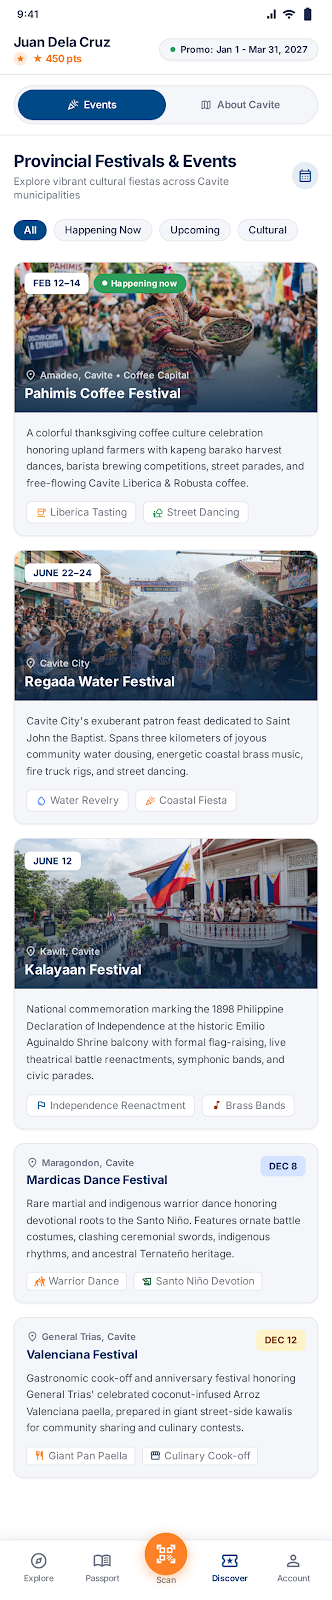 9:41
Juan Dela Cruz
★ 450 pts
Promo: Jan 1 - Mar 31, 2027
Events
About Cavite
Provincial Festivals & Events
Explore vibrant cultural fiestas across Cavite
municipalities
All
Happening Now
Upcoming
Cultural
PAHIMIS
FEB 12–14
Happening now
DISCOVER
CAVITE
Amadeo, Cavite • Coffee Capital
Pahimis Coffee Festival
A colorful thanksgiving coffee culture celebration
honoring upland farmers with kapeng barako harvest
dances, barista brewing competitions, street parades, and
free-flowing Cavite Liberica & Robusta coffee.
Liberica Tasting
Street Dancing
JUNE 22–24
Cavite City
Regada Water Festival
Cavite City's exuberant patron feast dedicated to Saint
John the Baptist. Spans three kilometers of joyous
community water dousing, energetic coastal brass music,
fire truck rigs, and street dancing.
Water Revelry
Coastal Fiesta
JUNE 12
Kawit, Cavite
Kalayaan Festival
National commemoration marking the 1898 Philippine
Declaration of Independence at the historic Emilio
Aguinaldo Shrine balcony with formal flag-raising, live
theatrical battle reenactments, symphonic bands, and
civic parades.
Independence Reenactment
Brass Bands
Maragondon, Cavite
DEC 8
Mardicas Dance Festival
Rare martial and indigenous warrior dance honoring
devotional roots to the Santo Niño. Features ornate battle
costumes, clashing ceremonial swords, indigenous
rhythms, and ancestral Ternateño heritage.
Warrior Dance
Santo Niño Devotion
General Trias, Cavite
DEC 12
Valenciana Festival
Gastronomic cook-off and anniversary festival honoring
General Trias' celebrated coconut-infused Arroz
Valenciana paella, prepared in giant street-side kawalis
for community sharing and culinary contests.
Giant Pan Paella
Culinary Cook-off
Explore
Passport
Scan
Discover
Account